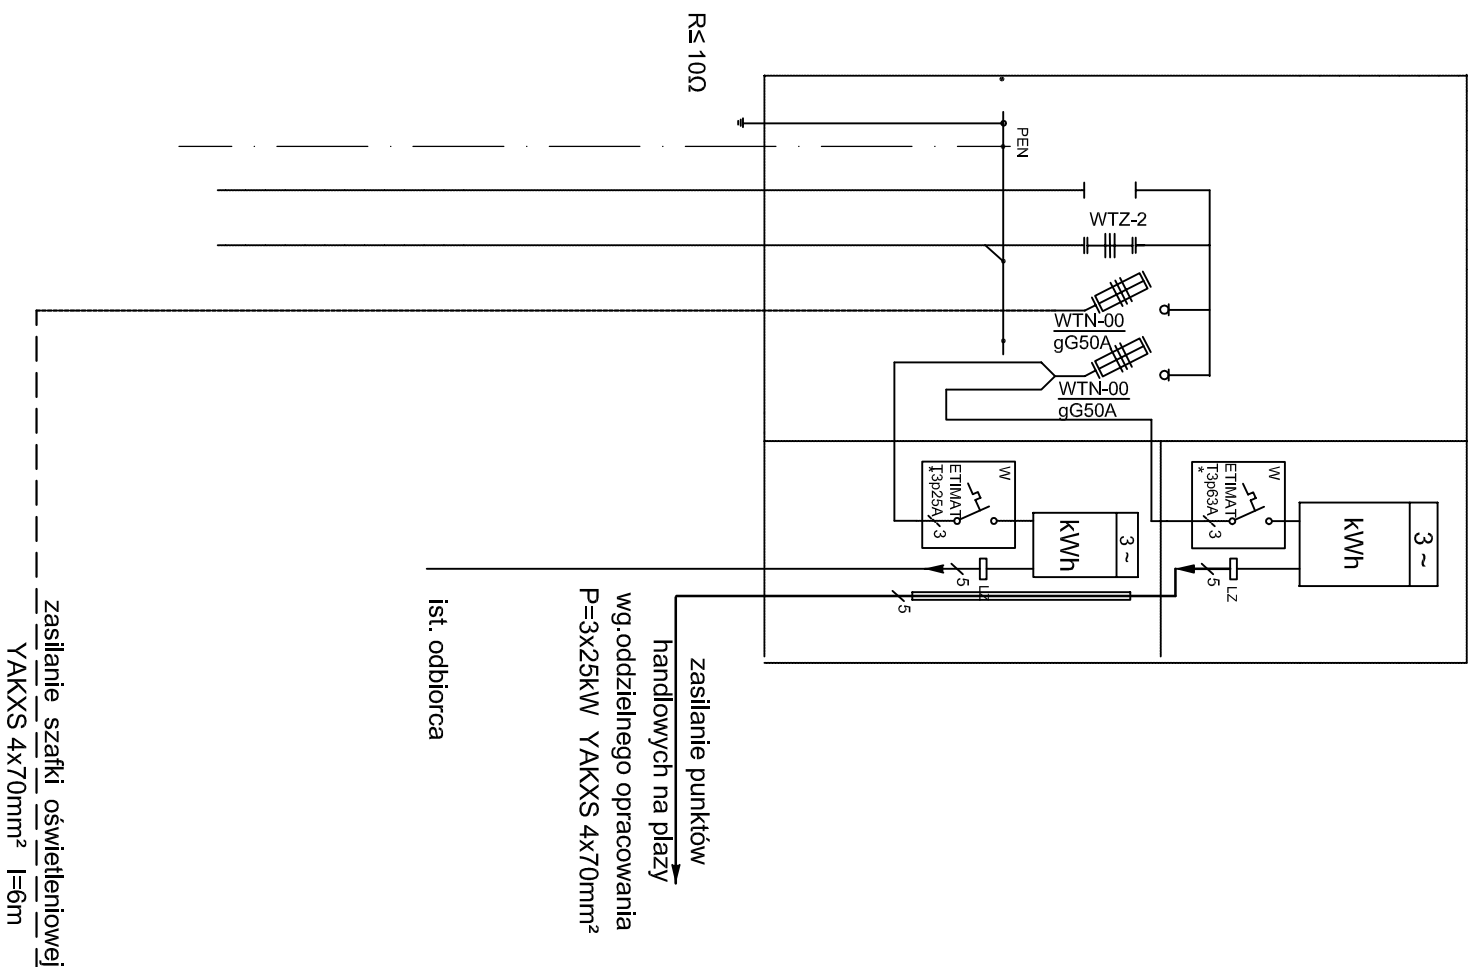 R≤ 10Ω
PEN
WTZ-2
WTN-00
gG50A
WTN-00
gG50A
W
ETIMAT
T3p25A
*
3
kWh
3 ~
5
LZ
W
ETIMAT
T3p63A
*
3
kWh
3 ~
5
LZ
5
zasilanie punktów
handlowych na plazy
wg.oddzielnego opracowania
P=3x25kW YAKXS 4x70mm²
ist. odbiorca
zasilanie szafki oświetleniowej
YAKXS 4x70mm² l=6m